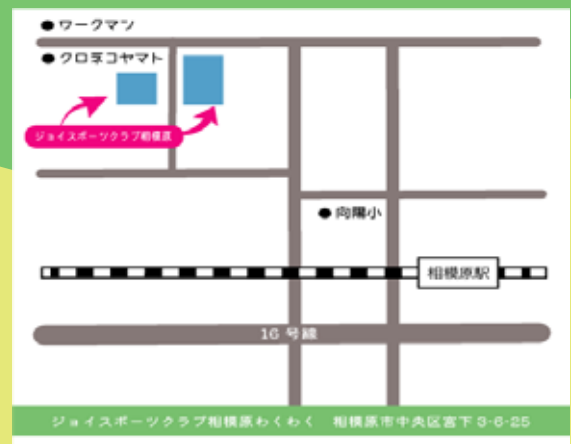 ●ワークマン
●クロネコヤマト
ジョイスポーツクラブ相模原
●向陽小
相模原駅
16号線
ジョイスポーツクラブ相模原わくわく 相模原市中央区宮下3-6-25